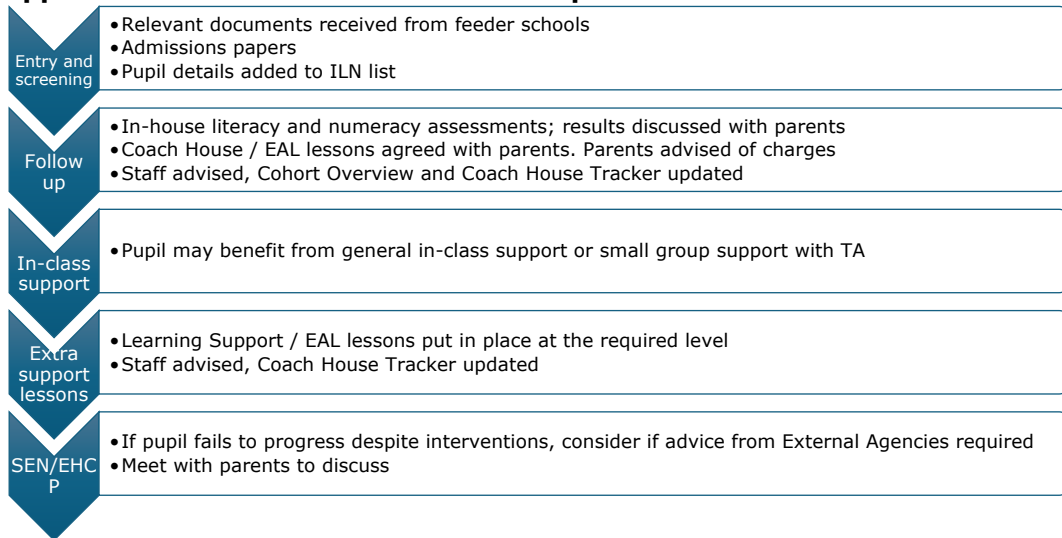 Entry and
screening
•Relevant documents received from feeder schools
•Admissions papers
•Pupil details added to ILN list
Follow
up
•In-house literacy and numeracy assessments; results discussed with parents
•Coach House / EAL lessons agreed with parents. Parents advised of charges
•Staff advised, Cohort Overview and Coach House Tracker updated
In-class
support
•Pupil may benefit from general in-class support or small group support with TA
Extra
support
lessons
•Learning Support / EAL lessons put in place at the required level
•Staff advised, Coach House Tracker updated
SEN/EHC
P
•If pupil fails to progress despite interventions, consider if advice from External Agencies required
•Meet with parents to discuss